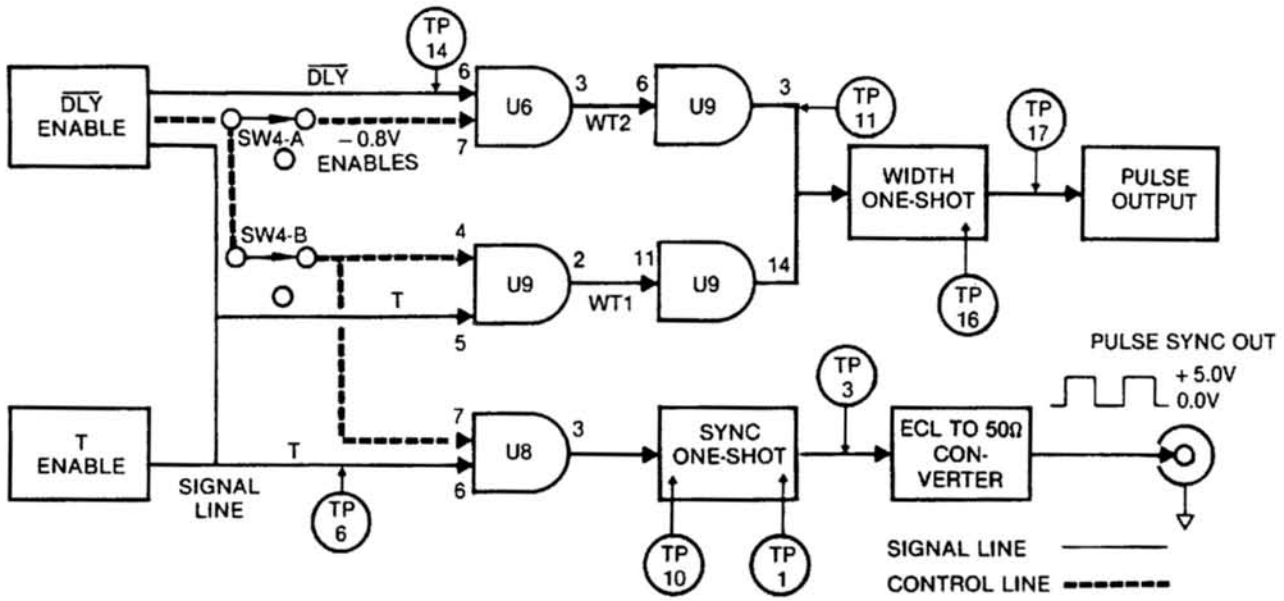 TP
14
DLY
6
3
6
3
DLY
ENABLE
U6
U9
TP
11
SW4-A
– 0.8V
ENABLES
7
WT2
TP
17
WIDTH
ONE-SHOT
PULSE
OUTPUT
SW4-B
4
2
11
14
U9
U9
T
WT1
5
TP
16
PULSE SYNC OUT
+ 5.0V
0.0V
TP
3
7
3
T
ENABLE
T
U8
SYNC
ONE-SHOT
ECL TO 50Ω
CON-
VERTER
SIGNAL
LINE
6
TP
6
TP
10
TP
1
SIGNAL LINE
CONTROL LINE